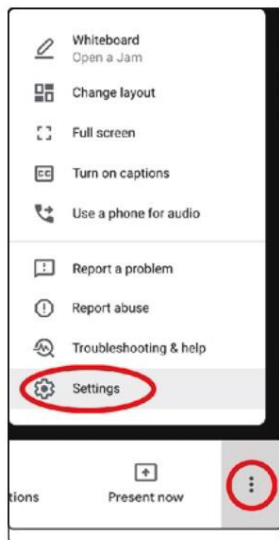 Whiteboard
Open a Jam
Change layout
Full screen
CC
Turn on captions
Use a phone for audio
Report a problem
Report abuse
Troubleshooting & help
Settings
tions
Present now